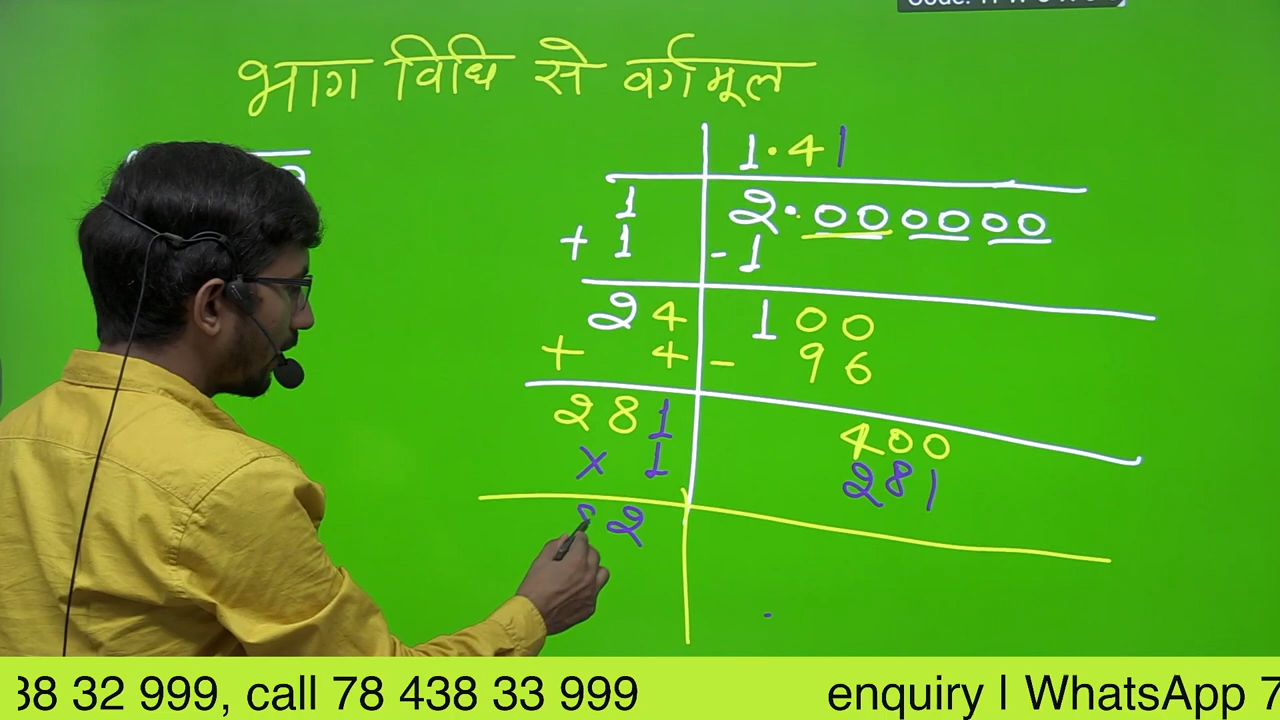 भाग विधि से वर्गमूल
1.41
1 2.000000
+ 1 - 1
24 100
+ 4 - 96
281 400
x 1 281
82
38 32 999, call 78 438 33 999 enquiry | WhatsApp 7